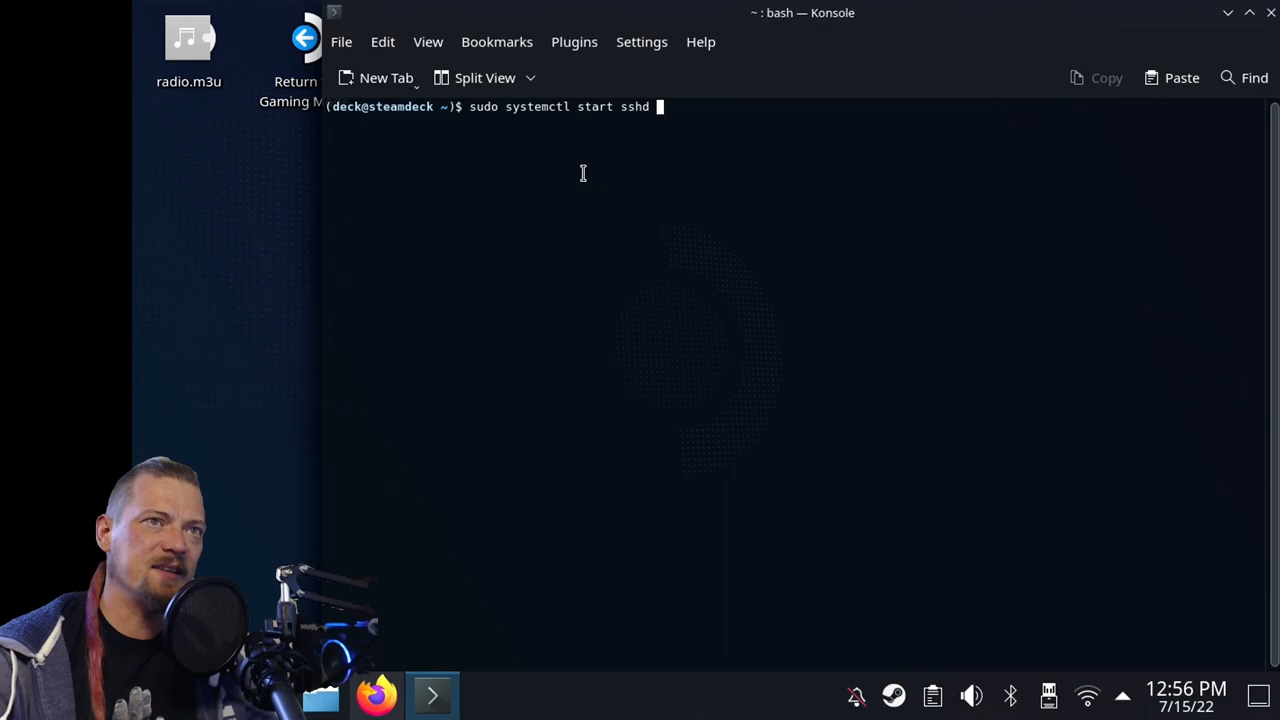 ~ : bash — Konsole
File Edit View Bookmarks Plugins Settings Help
New Tab Split View Copy Paste Find
(deck@steamdeck ~)$ sudo systemctl start sshd
radio.m3u
Return
Gaming M
12:56 PM
7/15/22